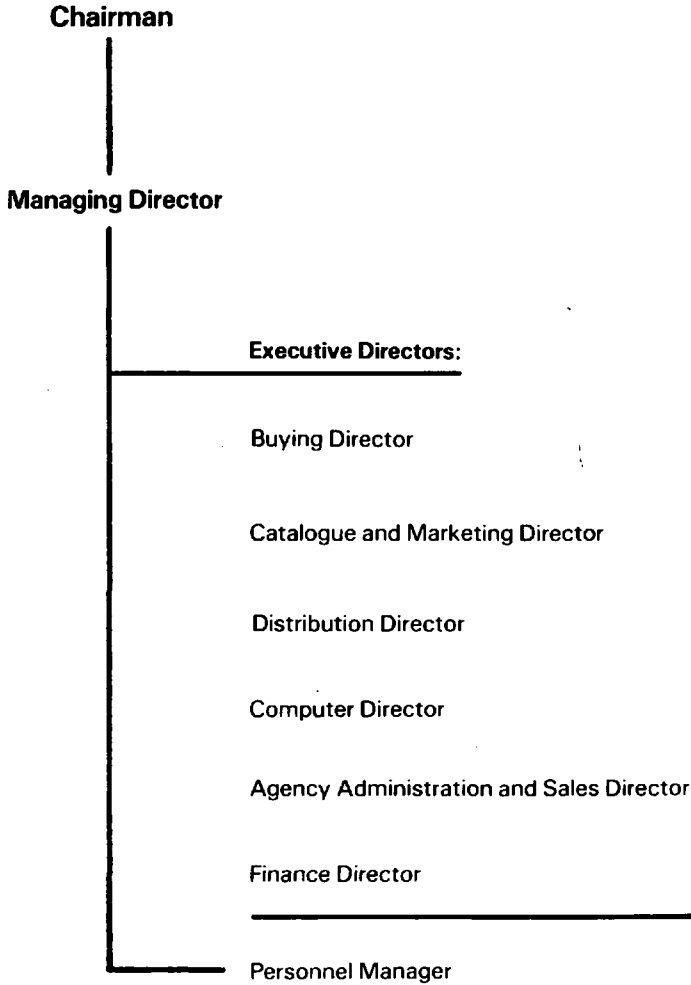 Chairman
Managing Director
Executive Directors:
Buying Director
Catalogue and Marketing Director
Distribution Director
Computer Director
Agency Administration and Sales Director
Finance Director
Personnel Manager